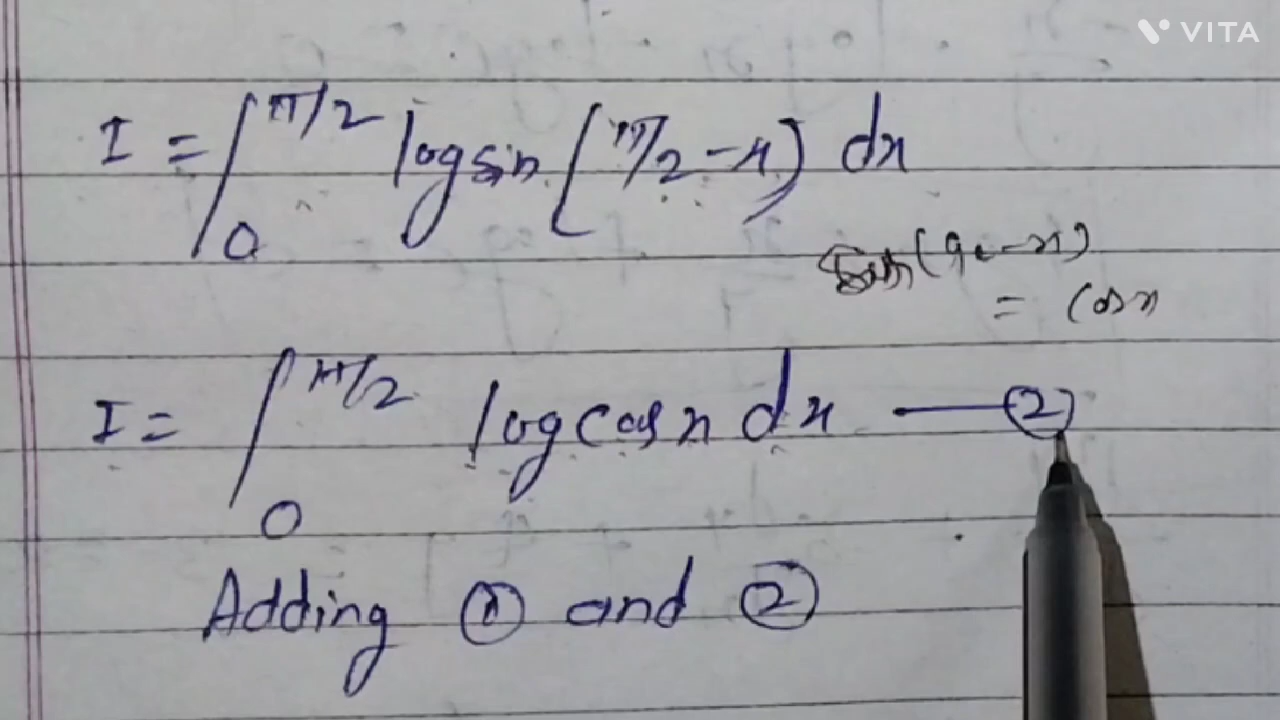 VITA
I = ∫₀^π/2 log sin (π/2 - x) dx
Sin(90 - x)
= Cos x
I = ∫₀^π/2 log cos x dx — ②
Adding ① and ②